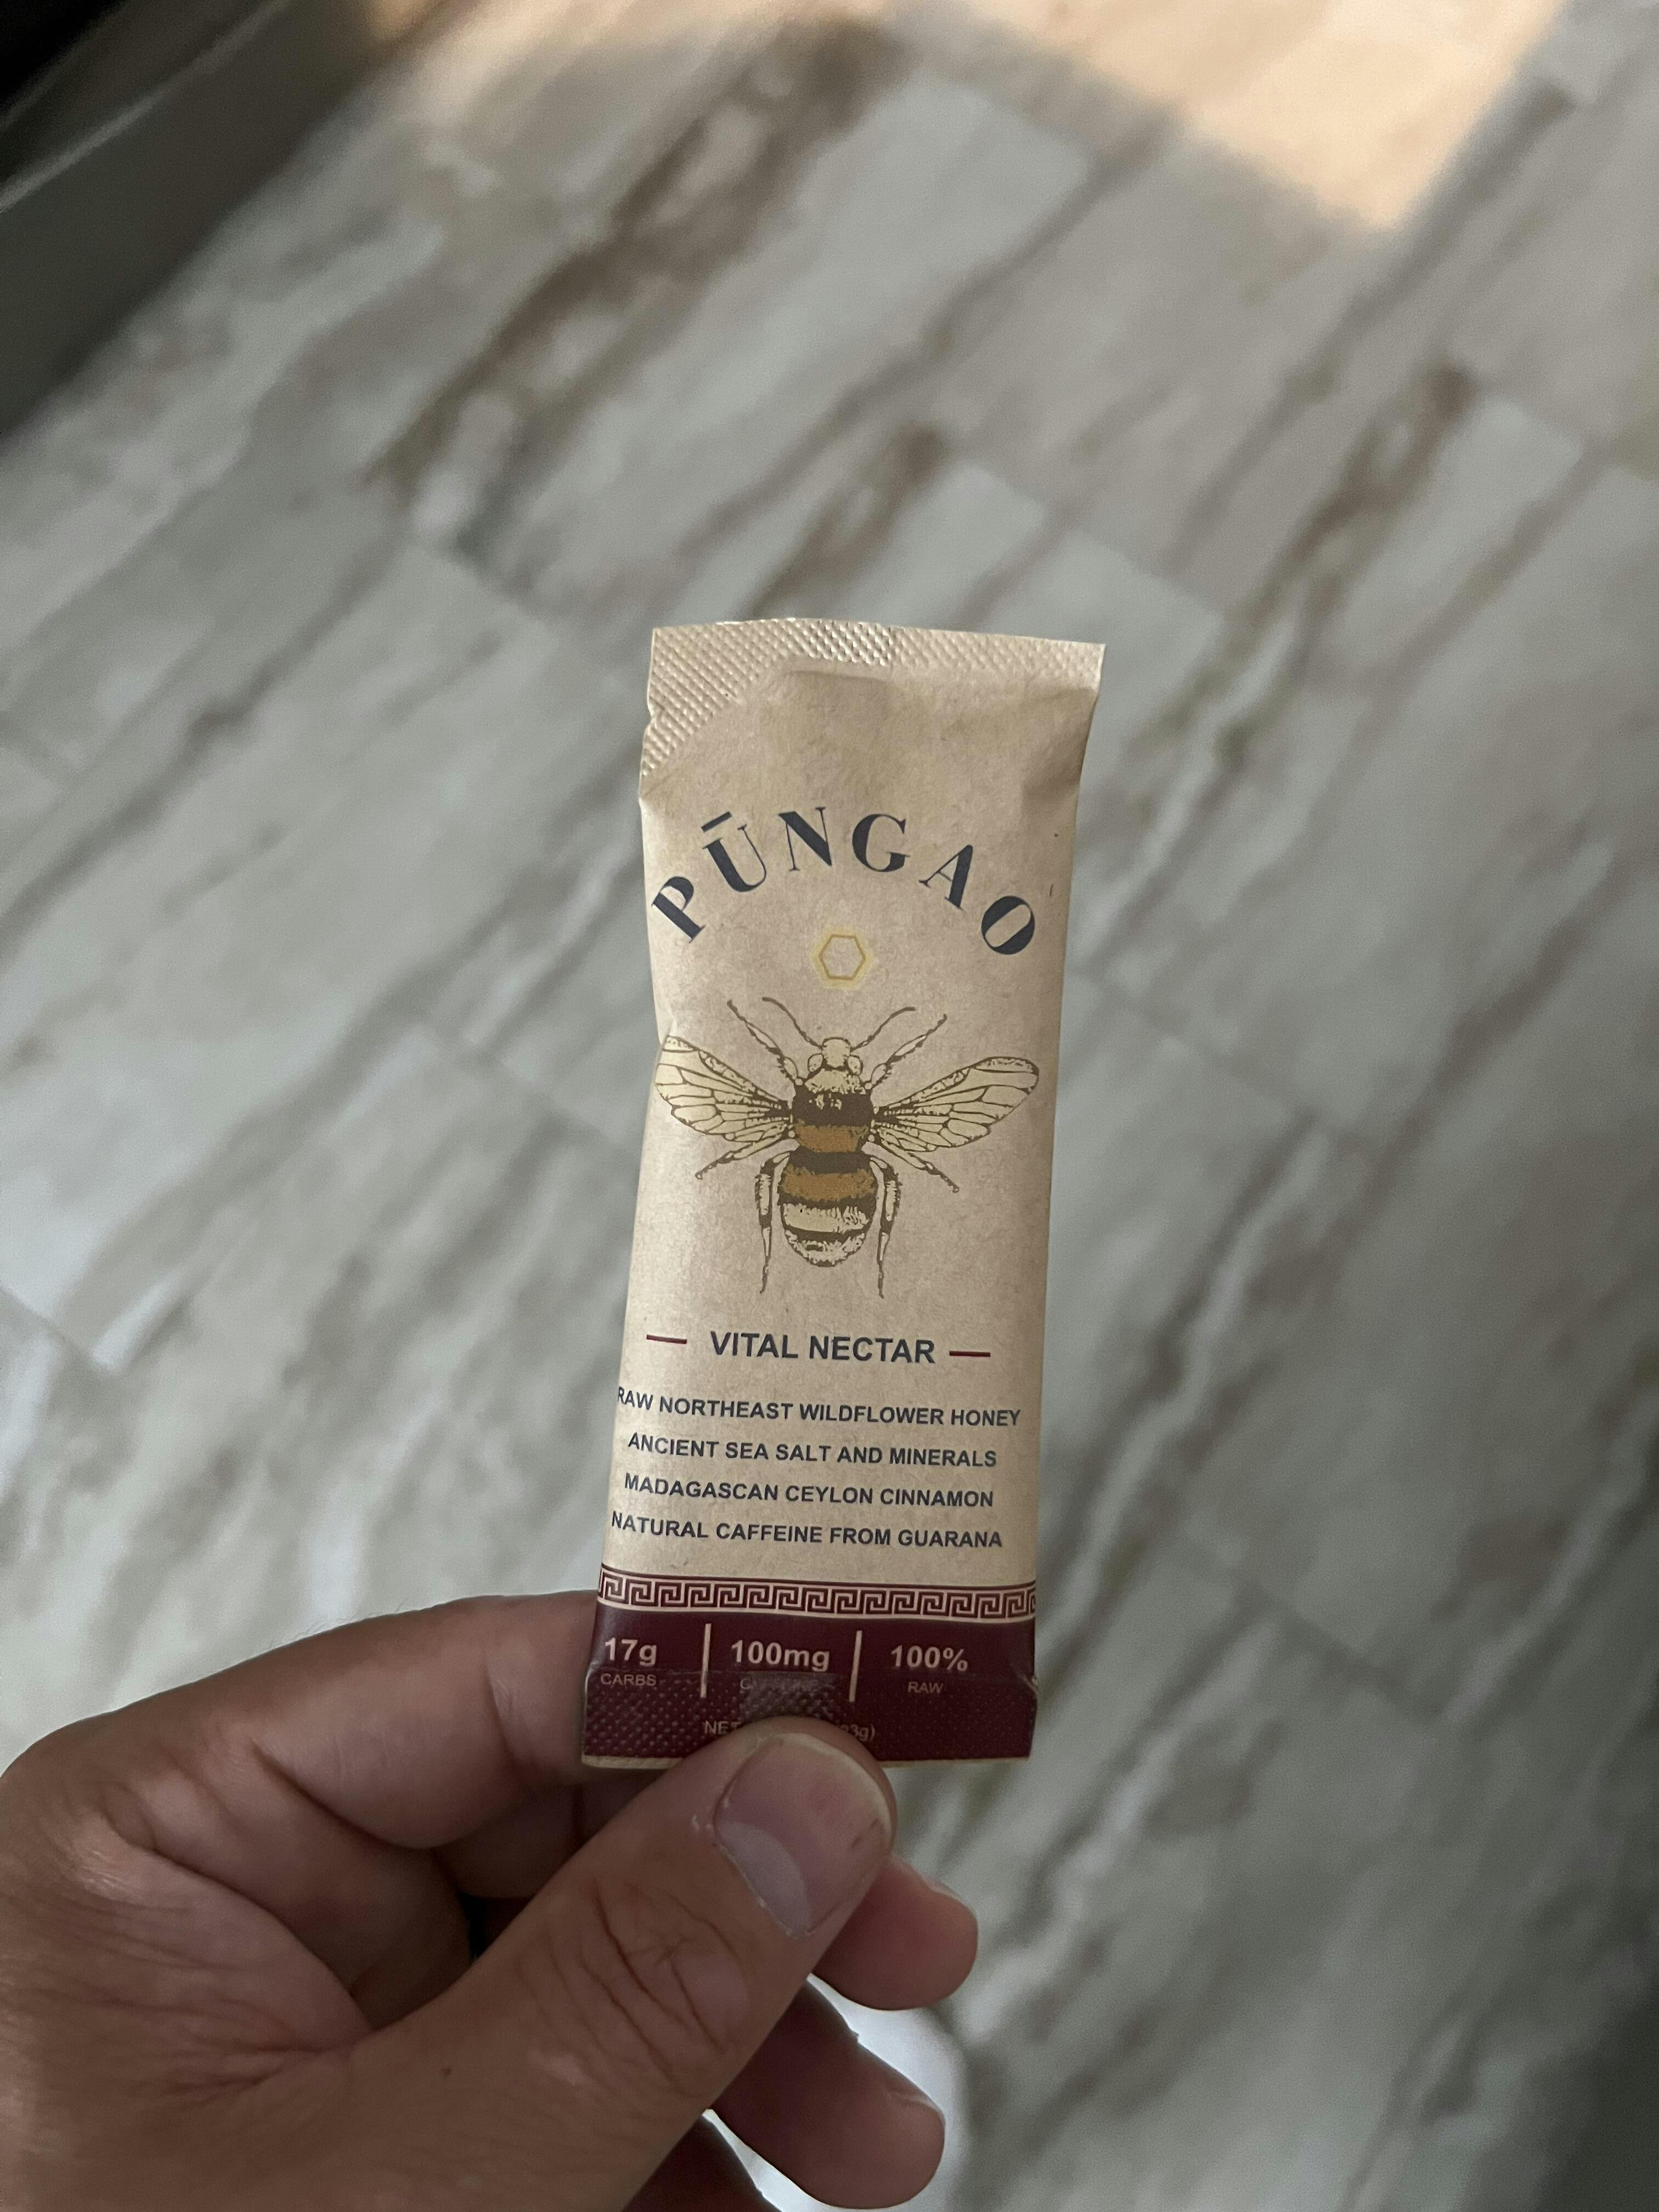 PŪNGAO
VITAL NECTAR
RAW NORTHEAST WILDFLOWER HONEY
ANCIENT SEA SALT AND MINERALS
MADAGASCAN CEYLON CINNAMON
NATURAL CAFFEINE FROM GUARANA
17g 100mg 100%
CARBS RAW